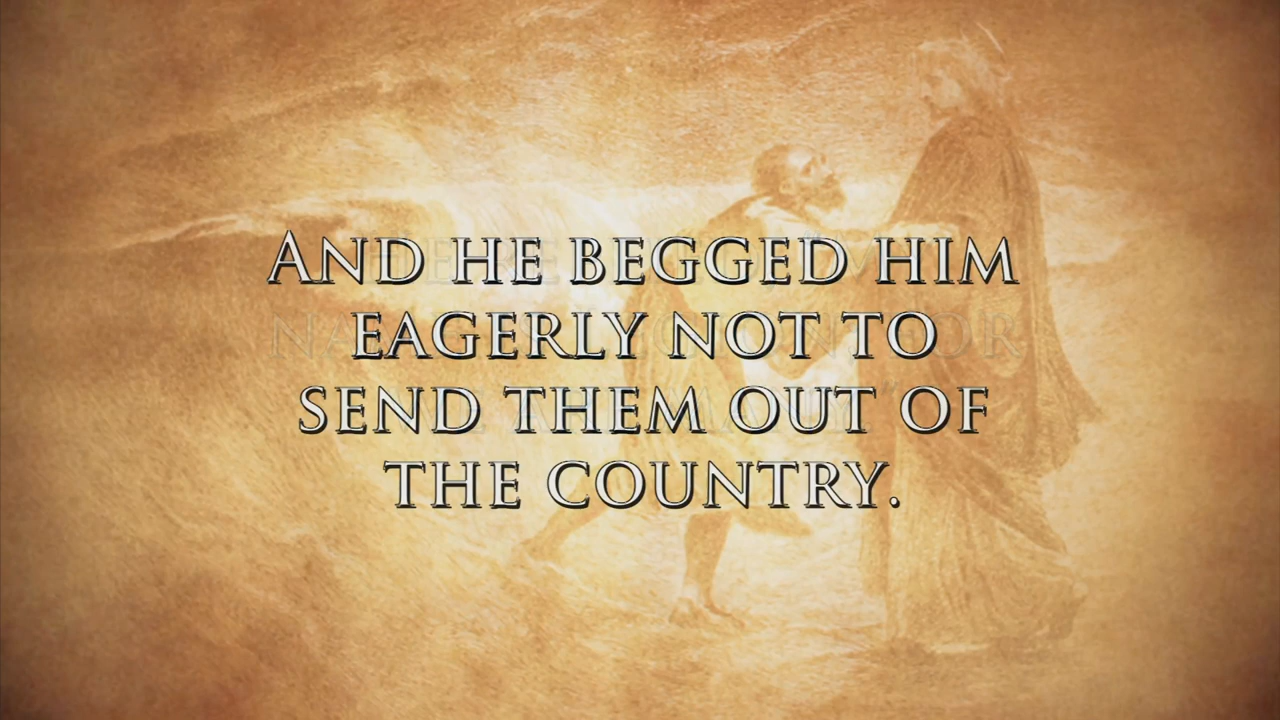 AND HE BEGGED HIM
EAGERLY NOT TO
SEND THEM OUT OF
THE COUNTRY.